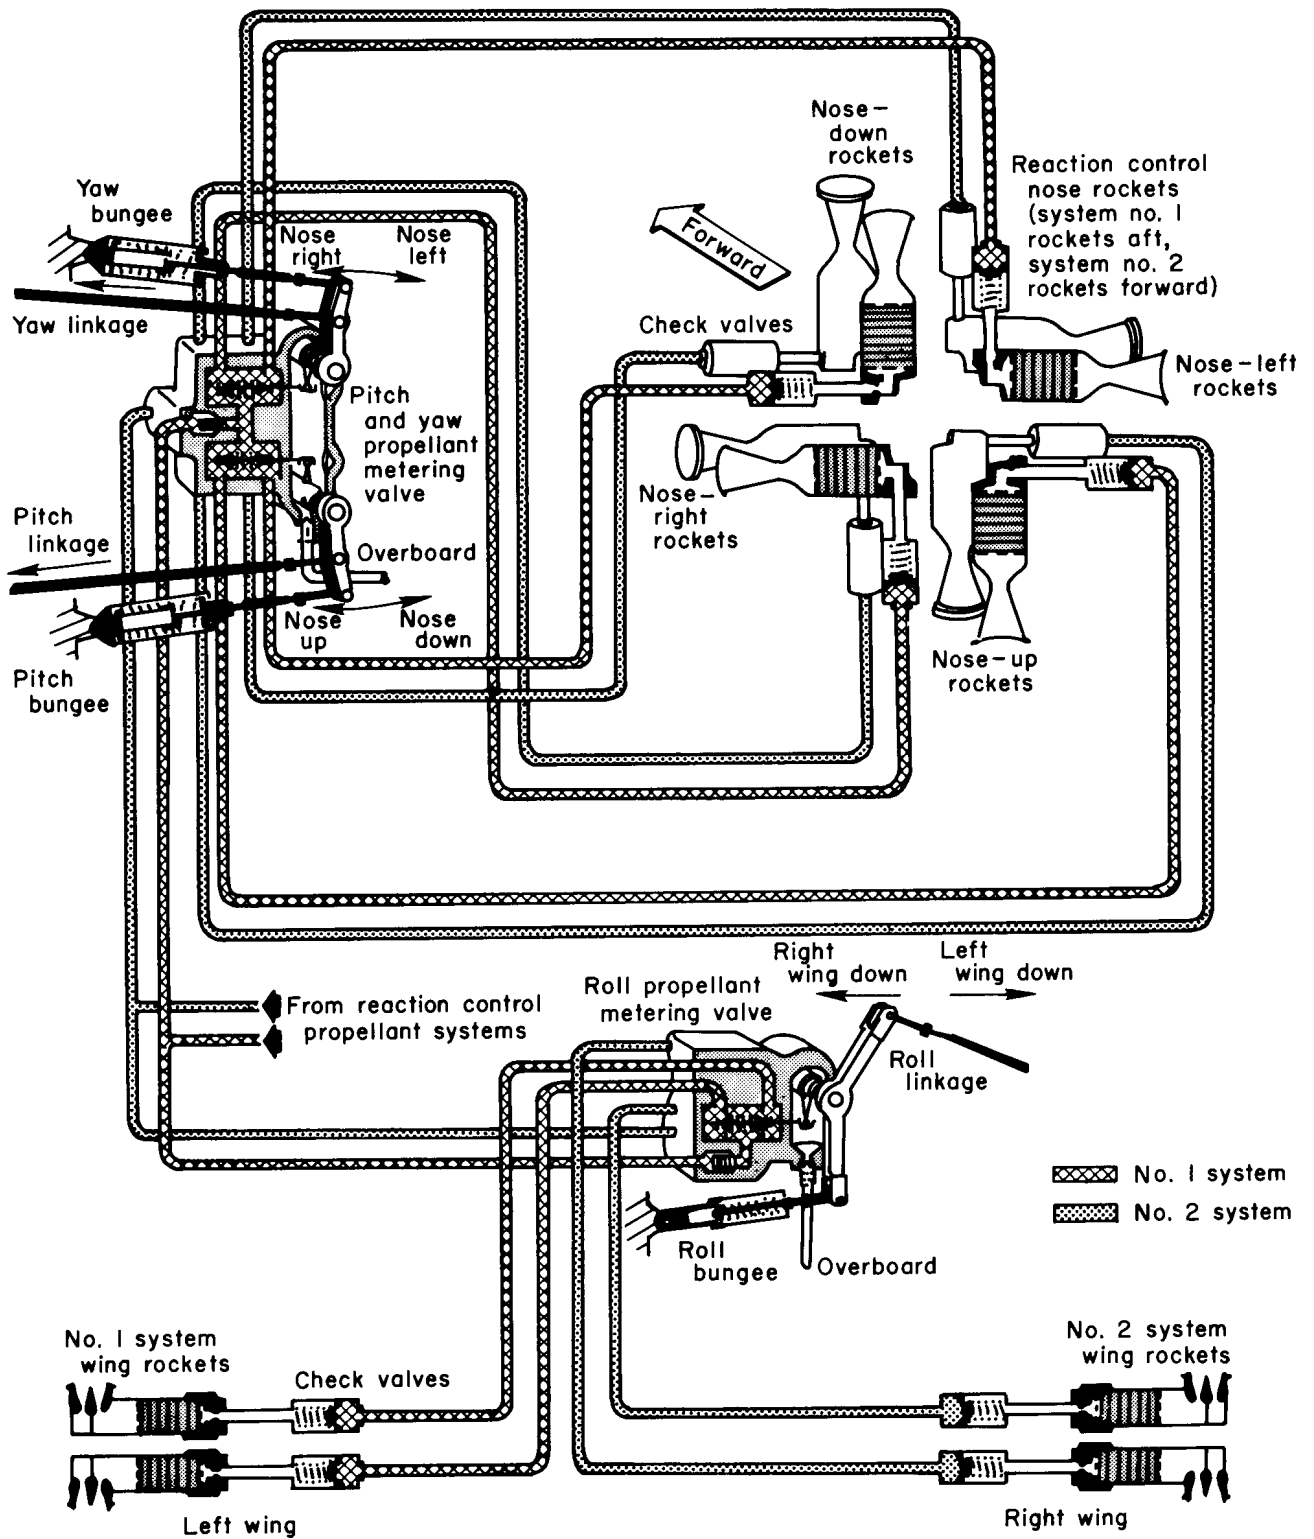 Nose-
down
rockets
Reaction control
nose rockets
(system no. 1
rockets aft,
system no. 2
rockets forward)
Yaw
bungee
Nose
right
Nose
left
Forward
Yaw linkage
Check valves
Nose-left
rockets
Pitch
and yaw
propellant
metering
valve
Nose-
right
rockets
Pitch
linkage
Overboard
Nose
up
Nose
down
Nose-up
rockets
Pitch
bungee
Right
wing down
Left
wing down
From reaction control
propellant systems
Roll propellant
metering valve
Roll
linkage
No. 1 system
No. 2 system
Roll
bungee
Overboard
No. 1 system
wing rockets
Check valves
No. 2 system
wing rockets
Left wing
Right wing